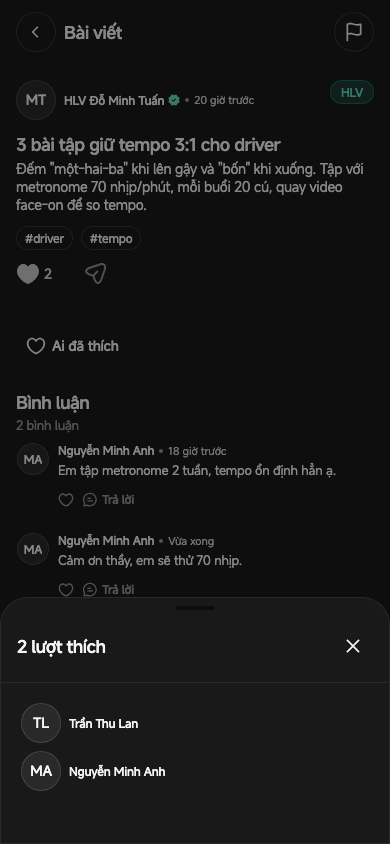 Bài viết
MT
HLV Đỗ Minh Tuấn • 20 giờ trước
HLV
3 bài tập giữ tempo 3:1 cho driver
Đếm "một-hai-ba" khi lên gậy và "bốn" khi xuống. Tập với
metronome 70 nhịp/phút, mỗi buổi 20 cú, quay video
face-on để so tempo.
#driver #tempo
2
Ai đã thích
Bình luận
2 bình luận
MA
Nguyễn Minh Anh • 18 giờ trước
Em tập metronome 2 tuần, tempo ổn định hẳn ạ.
Trả lời
MA
Nguyễn Minh Anh • Vừa xong
Cảm ơn thầy, em sẽ thử 70 nhịp.
Trả lời
2 lượt thích
TL
Trần Thu Lan
MA
Nguyễn Minh Anh